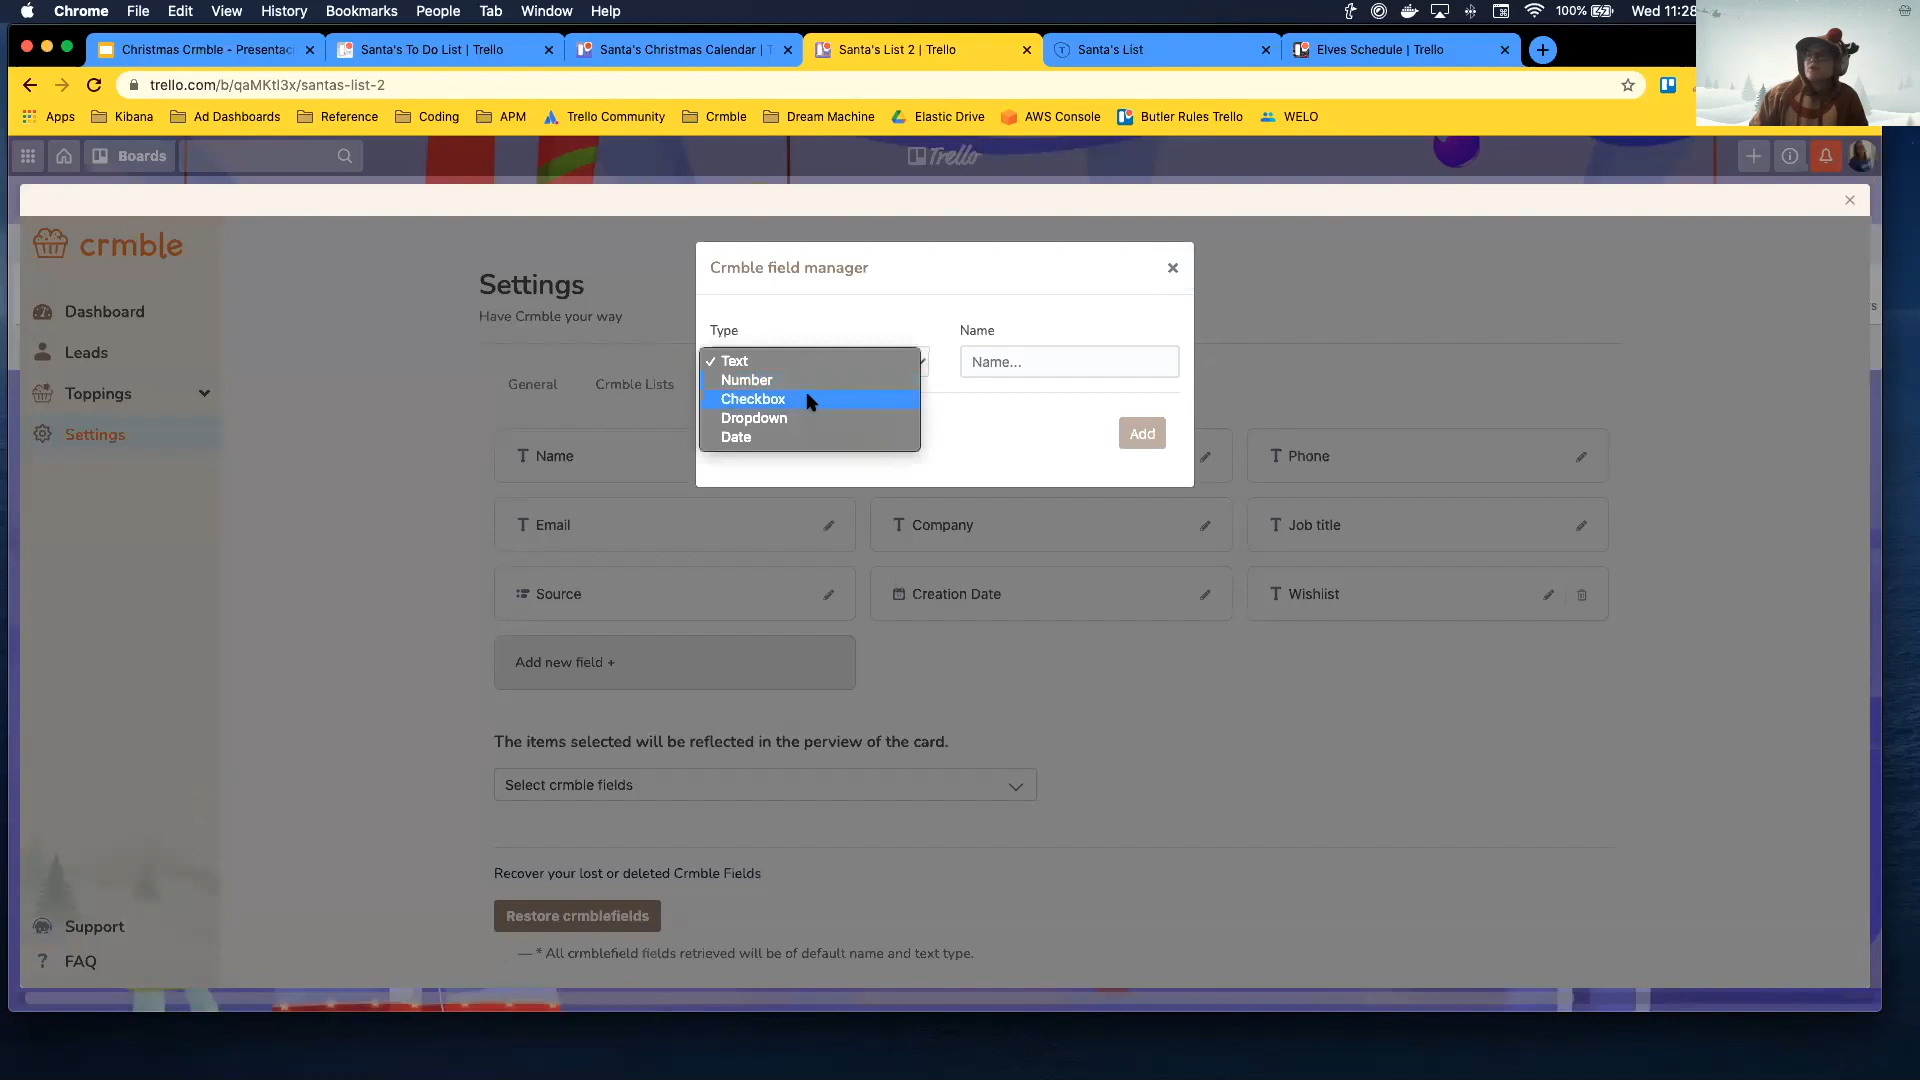 Chrome File Edit View History Bookmarks People Tab Window Help 100% Wed 11:28
Christmas Crmble - Presentaci Santa's To Do List | Trello Santa's Christmas Calendar | T Santa's List 2 | Trello Santa's List Elves Schedule | Trello
trello.com/b/qaMKtl3x/santas-list-2
Apps Kibana Ad Dashboards Reference Coding APM Trello Community Crmble Dream Machine Elastic Drive AWS Console Butler Rules Trello WELO
Boards Trello
crmble
Dashboard
Leads
Toppings
Settings
Support
FAQ
Settings
Have Crmble your way
General Crmble Lists
Crmble field manager
Type Name
Text
Number
Checkbox
Dropdown
Date
Name...
Add
Name Phone
Email Company Job title
Source Creation Date Wishlist
Add new field +
The items selected will be reflected in the perview of the card.
Select crmble fields
Recover your lost or deleted Crmble Fields
Restore crmblefields
— * All crmblefield fields retrieved will be of default name and text type.